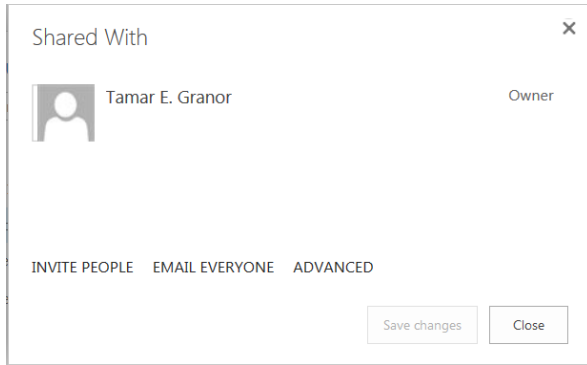 Shared With
Tamar E. Granor Owner
INVITE PEOPLE EMAIL EVERYONE ADVANCED
Save changes Close